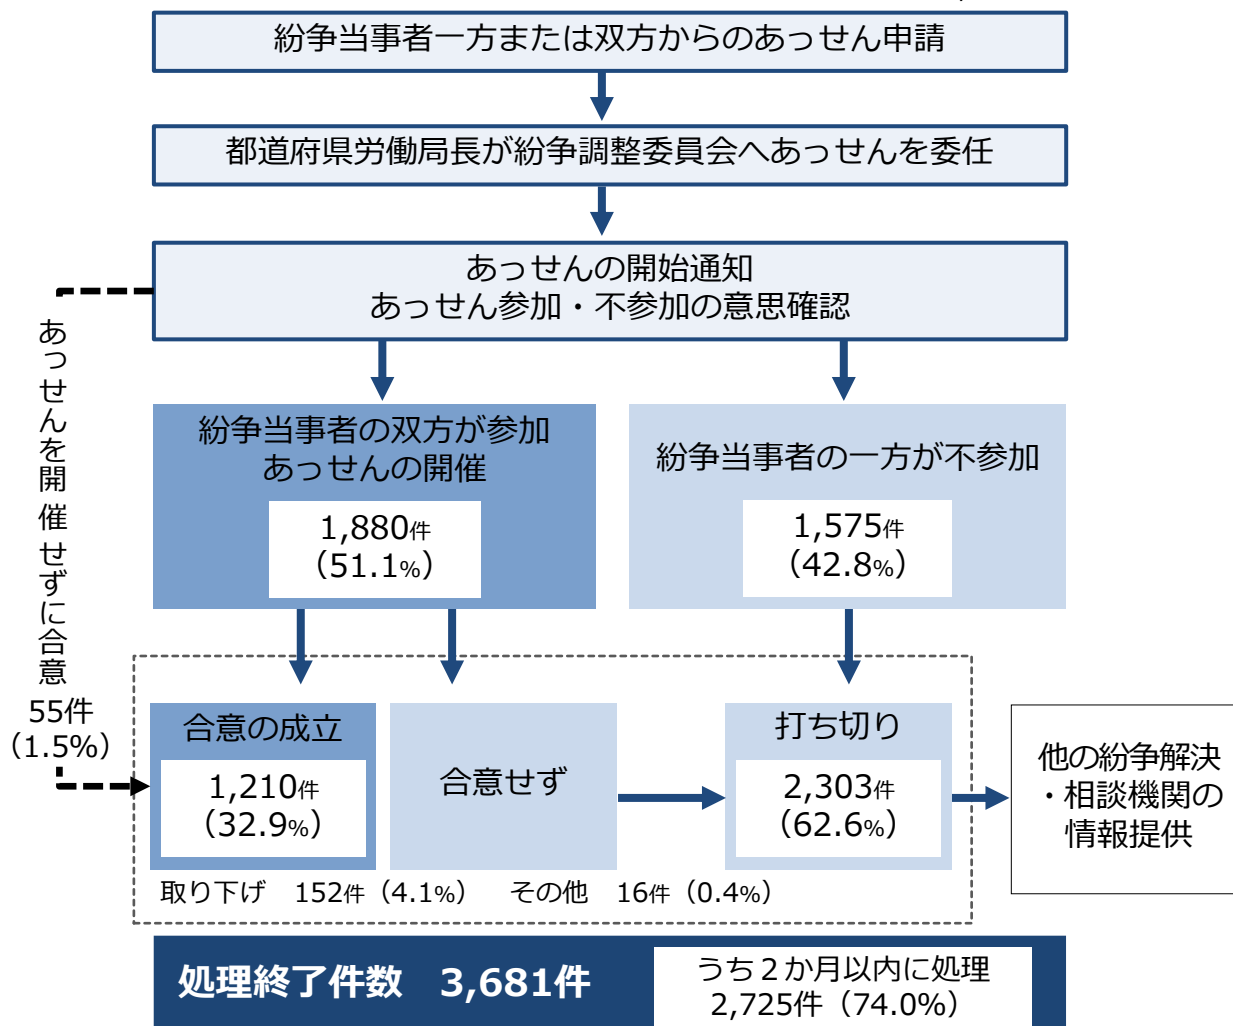 紛争当事者一方または双方からのあっせん申請
都道府県労働局長が紛争調整委員会へあっせんを委任
あっせんの開始通知
あっせん参加・不参加の意思確認
あっせんを開催せずに合意
55件
（1.5%）
紛争当事者の双方が参加
あっせんの開催
1,880件
（51.1%）
紛争当事者の一方が不参加
1,575件
（42.8%）
合意の成立
1,210件
（32.9%）
合意せず
打ち切り
2,303件
（62.6%）
他の紛争解決
・相談機関の
情報提供
取り下げ　152件（4.1%）　その他　16件（0.4%）
処理終了件数　3,681件
うち２か月以内に処理
2,725件（74.0%）